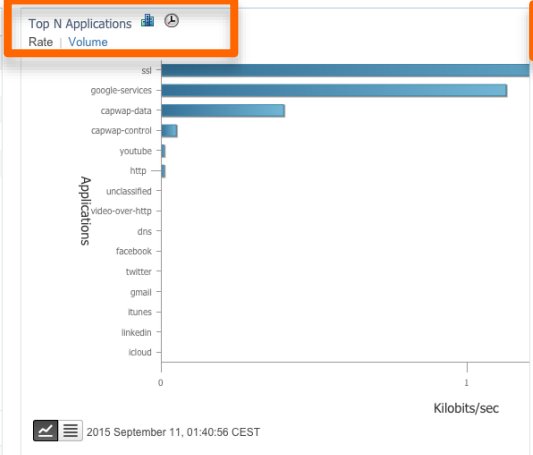 Top N Applications
Rate | Volume
ssl
google-services
capwap-data
capwap-control
youtube
http
unclassified
video-over-http
dns
facebook
twitter
gmail
itunes
linkedin
icloud
Applications
0
1
Kilobits/sec
2015 September 11, 01:40:56 CEST